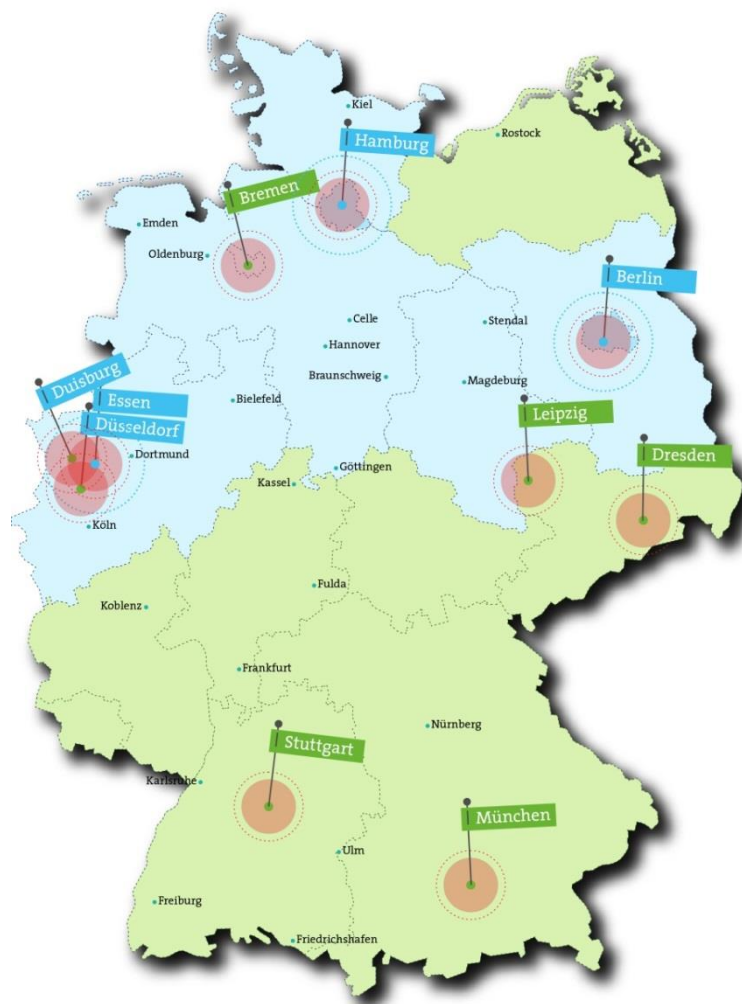 Kiel
Rostock
Hamburg
Bremen
Emden
Oldenburg
Berlin
Celle
Stendal
Hannover
Braunschweig
Magdeburg
Duisburg
Essen
Bielefeld
Leipzig
Düsseldorf
Dortmund
Dresden
Göttingen
Kassel
Köln
Fulda
Koblenz
Frankfurt
Nürnberg
Stuttgart
Karlsruhe
München
Ulm
Freiburg
Friedrichshafen